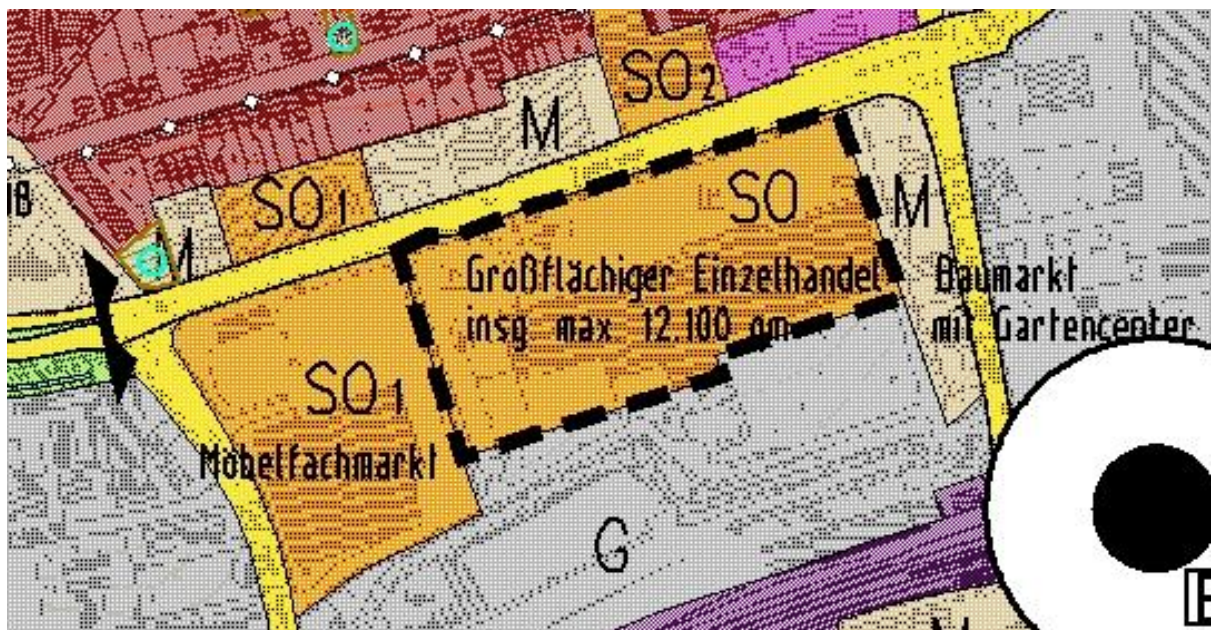 SO2
M
SO1
SO
M
M
Großflächiger Einzelhandel
insg. max 12.100 qm
Baumarkt
mit Gartencenter
SO1
Möbelfachmarkt
G